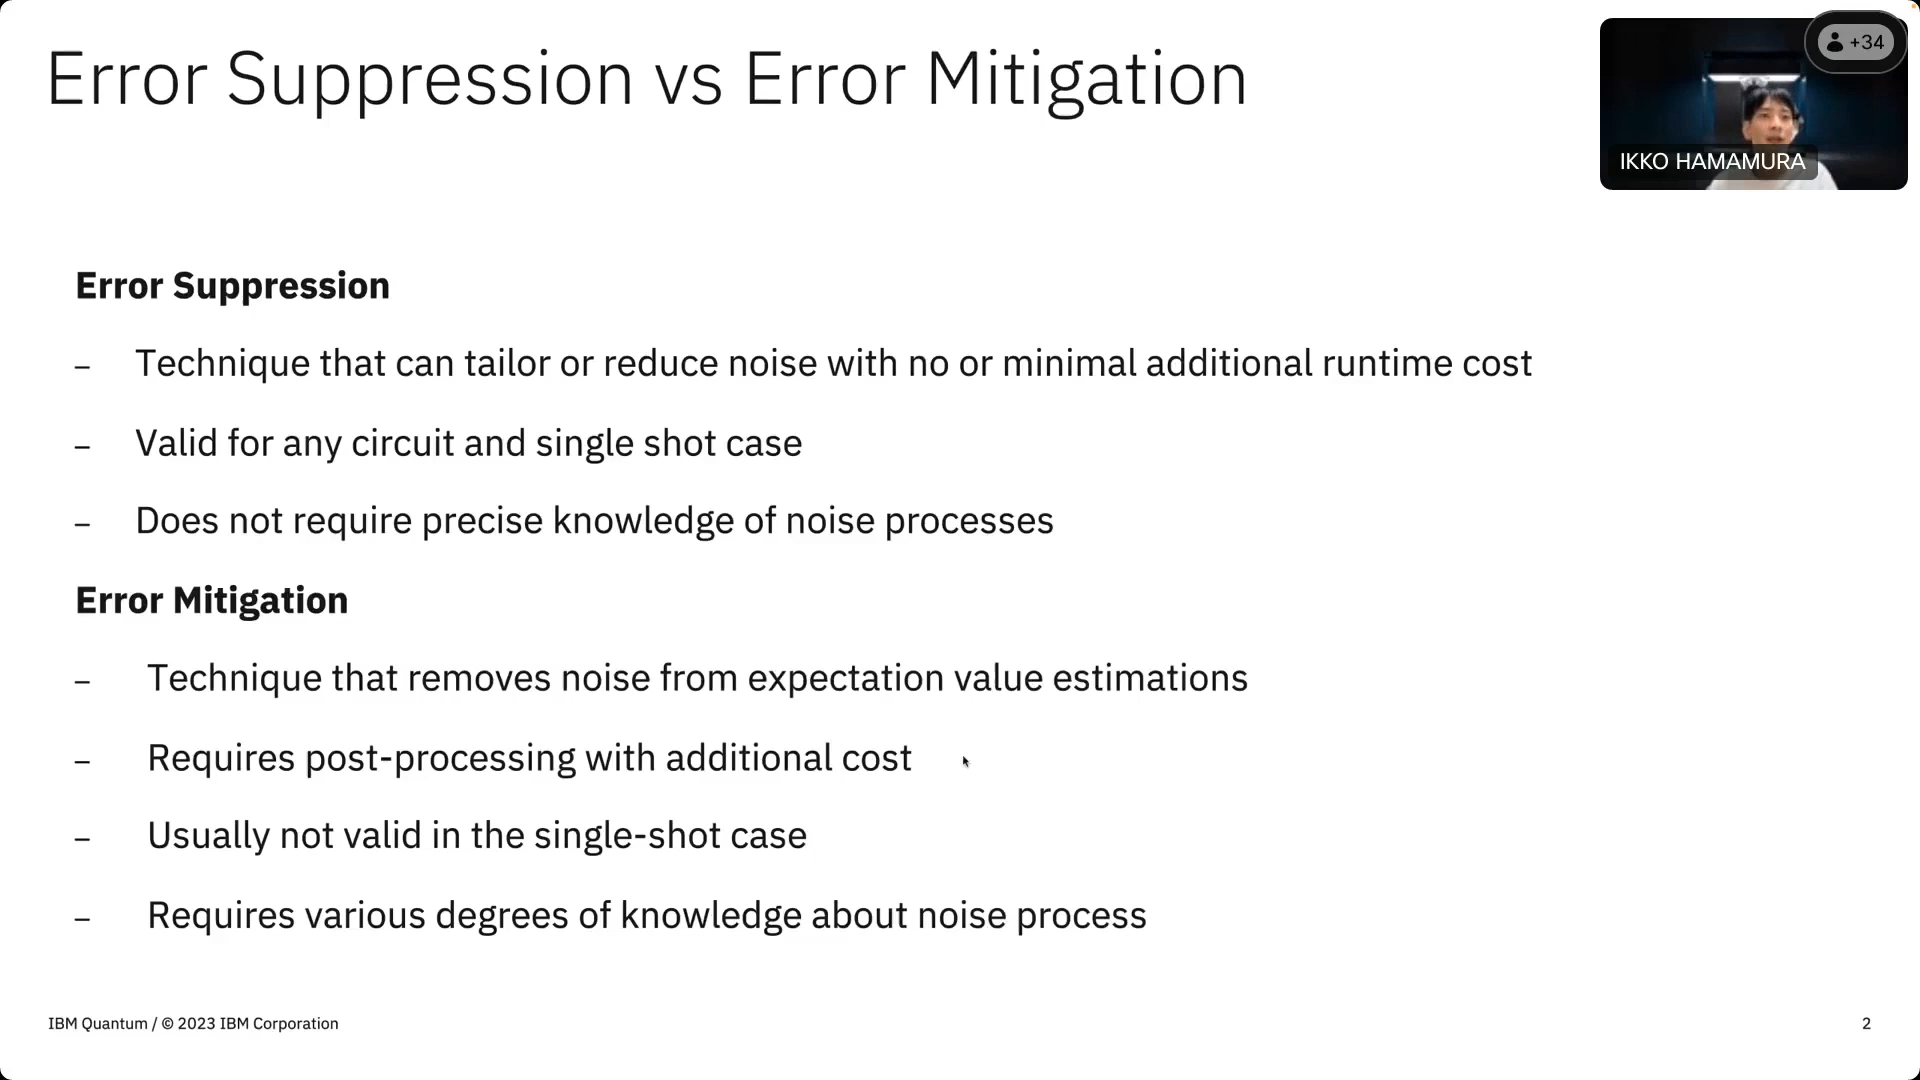 Error Suppression vs Error Mitigation
+34
IKKO HAMAMURA
Error Suppression
– Technique that can tailor or reduce noise with no or minimal additional runtime cost
– Valid for any circuit and single shot case
– Does not require precise knowledge of noise processes
Error Mitigation
– Technique that removes noise from expectation value estimations
– Requires post-processing with additional cost
– Usually not valid in the single-shot case
– Requires various degrees of knowledge about noise process
IBM Quantum / © 2023 IBM Corporation
2